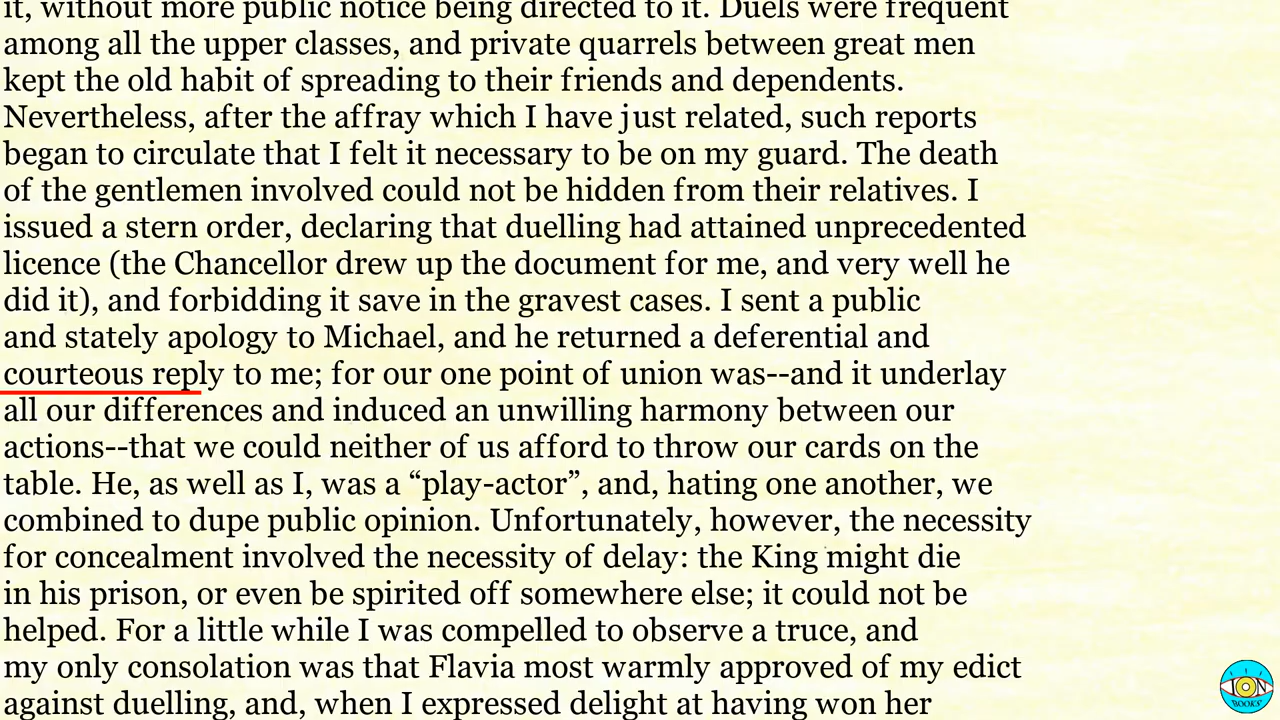 it, without more public notice being directed to it. Duels were frequent
among all the upper classes, and private quarrels between great men
kept the old habit of spreading to their friends and dependents.
Nevertheless, after the affray which I have just related, such reports
began to circulate that I felt it necessary to be on my guard. The death
of the gentlemen involved could not be hidden from their relatives. I
issued a stern order, declaring that duelling had attained unprecedented
licence (the Chancellor drew up the document for me, and very well he
did it), and forbidding it save in the gravest cases. I sent a public
and stately apology to Michael, and he returned a deferential and
courteous reply to me; for our one point of union was--and it underlay
all our differences and induced an unwilling harmony between our
actions--that we could neither of us afford to throw our cards on the
table. He, as well as I, was a “play-actor”, and, hating one another, we
combined to dupe public opinion. Unfortunately, however, the necessity
for concealment involved the necessity of delay: the King might die
in his prison, or even be spirited off somewhere else; it could not be
helped. For a little while I was compelled to observe a truce, and
my only consolation was that Flavia most warmly approved of my edict
against duelling, and, when I expressed delight at having won her
ION
BOOKS